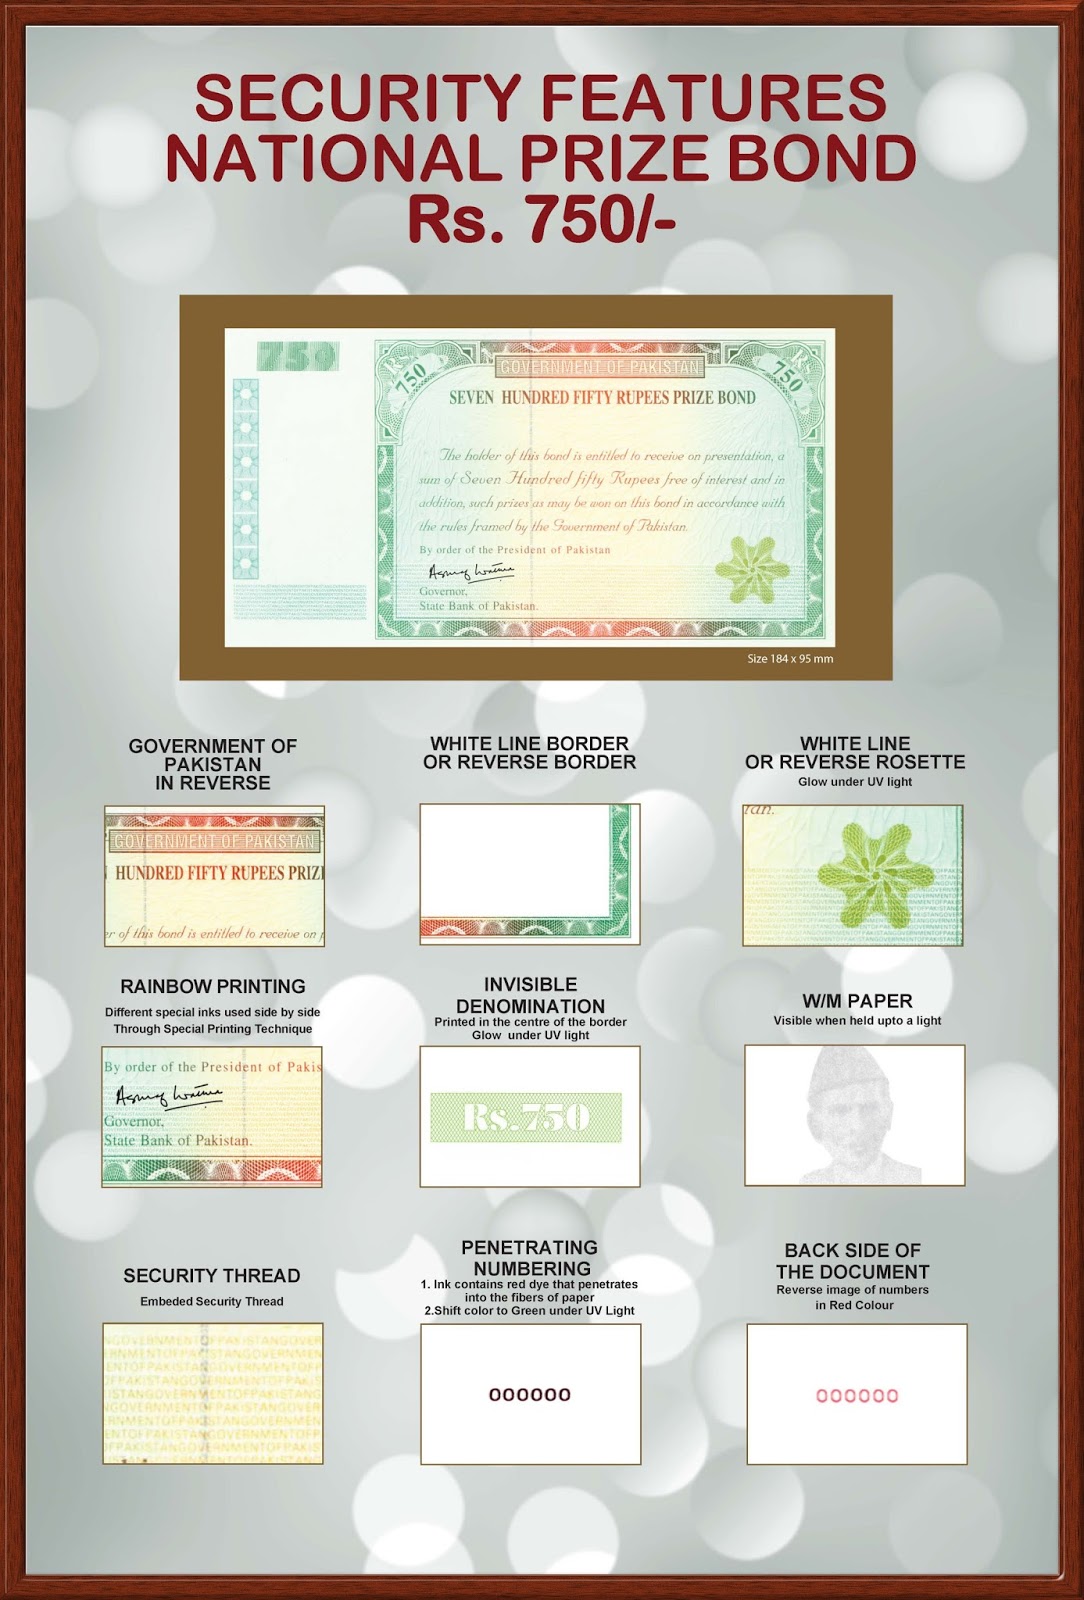 SECURITY FEATURES
NATIONAL PRIZE BOND
Rs. 750/-
750
Rs 750
GOVERNMENT OF PAKISTAN
750 Rs
SEVEN HUNDRED FIFTY RUPEES PRIZE BOND
The holder of this bond is entitled to receive on presentation, a
sum of Seven Hundred fifty Rupees free of interest and in
addition, such prizes as may be won on this bond in accordance with
the rules framed by the Government of Pakistan.
By order of the President of Pakistan
Governor,
State Bank of Pakistan.
Size 184 x 95 mm
GOVERNMENT OF
PAKISTAN
IN REVERSE
GOVERNMENT OF PAKISTAN
HUNDRED FIFTY RUPEES PRIZ
er of this bond is entitled to receive on p
WHITE LINE BORDER
OR REVERSE BORDER
WHITE LINE
OR REVERSE ROSETTE
Glow under UV light
tan.
RAINBOW PRINTING
Different special inks used side by side
Through Special Printing Technique
By order of the President of Pakis
Governor,
State Bank of Pakistan.
INVISIBLE
DENOMINATION
Printed in the centre of the border
Glow under UV light
Rs.750
W/M PAPER
Visible when held upto a light
SECURITY THREAD
Embeded Security Thread
PENETRATING
NUMBERING
1. Ink contains red dye that penetrates
into the fibers of paper
2.Shift color to Green under UV Light
000000
BACK SIDE OF
THE DOCUMENT
Reverse image of numbers
in Red Colour
000000